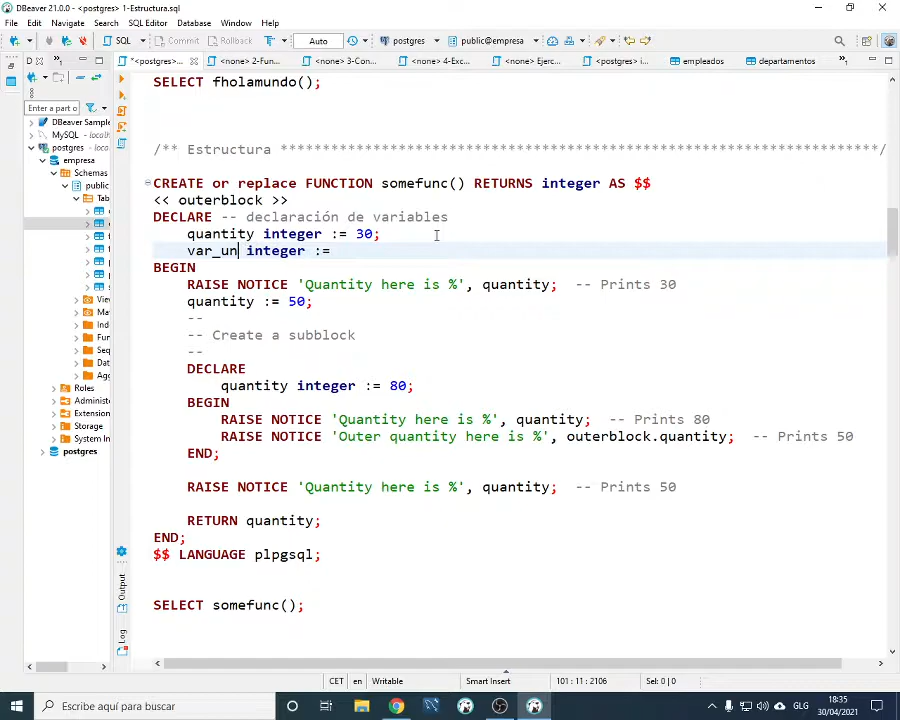 DBeaver 21.0.0 - <postgres> 1-Estructura.sql
File Edit Navigate Search SQL Editor Database Window Help
SQL Commit Rollback T Auto postgres public@empresa
D *<postgres>... <none> 2-Fun... <none> 3-Con... <none> 4-Exc... <none> Ejerc... <postgres> i... empleados departamentos
Enter a part o
DBeaver Sample
MySQL - localh
postgres - loca
empresa
Schemas
public
Tab
View
Mat
Ind
Fun
Seq
Dat
Agg
Roles
Administe
Extension
Storage
System In
postgres
SELECT fholamundo();
/** Estructura ***********************************************************************/
CREATE or replace FUNCTION somefunc() RETURNS integer AS $$
<< outerblock >>
DECLARE -- declaración de variables
quantity integer := 30;
var_un integer :=
BEGIN
RAISE NOTICE 'Quantity here is %', quantity; -- Prints 30
quantity := 50;
--
-- Create a subblock
--
DECLARE
quantity integer := 80;
BEGIN
RAISE NOTICE 'Quantity here is %', quantity; -- Prints 80
RAISE NOTICE 'Outer quantity here is %', outerblock.quantity; -- Prints 50
END;
RAISE NOTICE 'Quantity here is %', quantity; -- Prints 50
RETURN quantity;
END;
$$ LANGUAGE plpgsql;
SELECT somefunc();
Output
Log
CET en Writable Smart Insert 101 : 11 : 2106 Sel: 0 | 0
Escribe aquí para buscar
GLG 18:35
30/04/2021